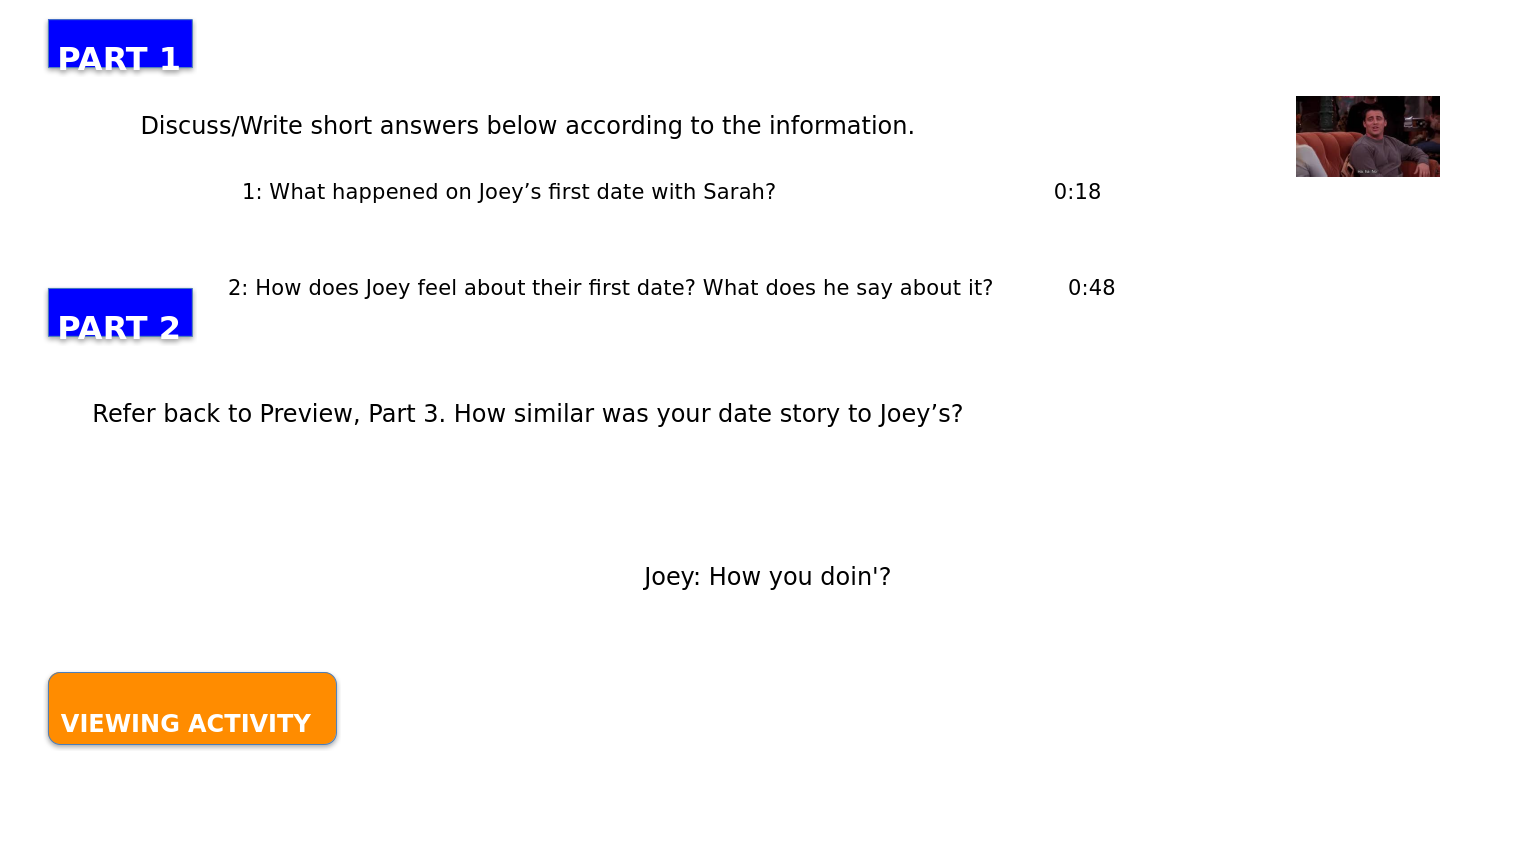 PART 1
Discuss/Write short answers below according to the information.
1: What happened on Joey’s first date with Sarah? 0:18
2: How does Joey feel about their first date? What does he say about it? 0:48
PART 2
Refer back to Preview, Part 3. How similar was your date story to Joey’s?
Joey: How you doin'?
VIEWING ACTIVITY